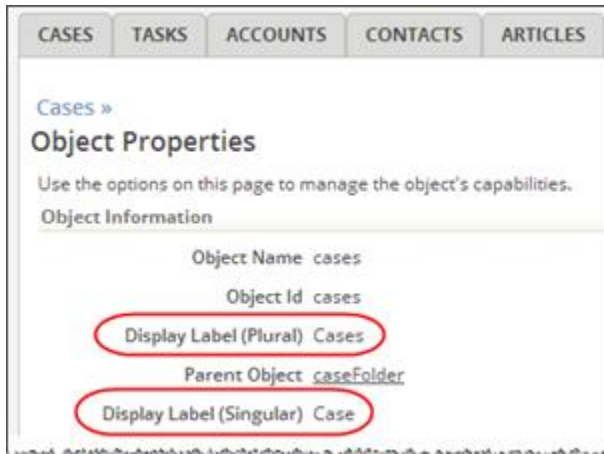 CASES TASKS ACCOUNTS CONTACTS ARTICLES
Cases »
Object Properties
Use the options on this page to manage the object's capabilities.
Object Information
Object Name cases
Object Id cases
Display Label (Plural) Cases
Parent Object caseFolder
Display Label (Singular) Case